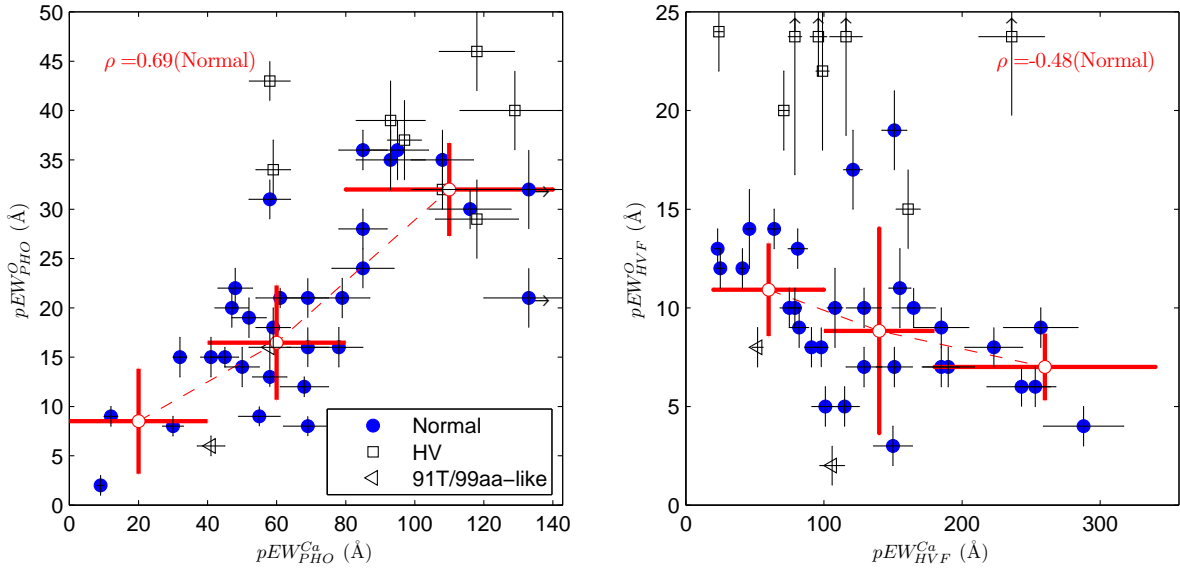 50
45
40
35
30
25
20
15
10
5
0
pEW^O_PHO (Å)
ρ =0.69(Normal)
Normal
HV
91T/99aa-like
0 20 40 60 80 100 120 140
pEW^Ca_PHO (Å)
25
20
15
10
5
0
pEW^O_HVF (Å)
ρ =-0.48(Normal)
0 100 200 300
pEW^Ca_HVF (Å)